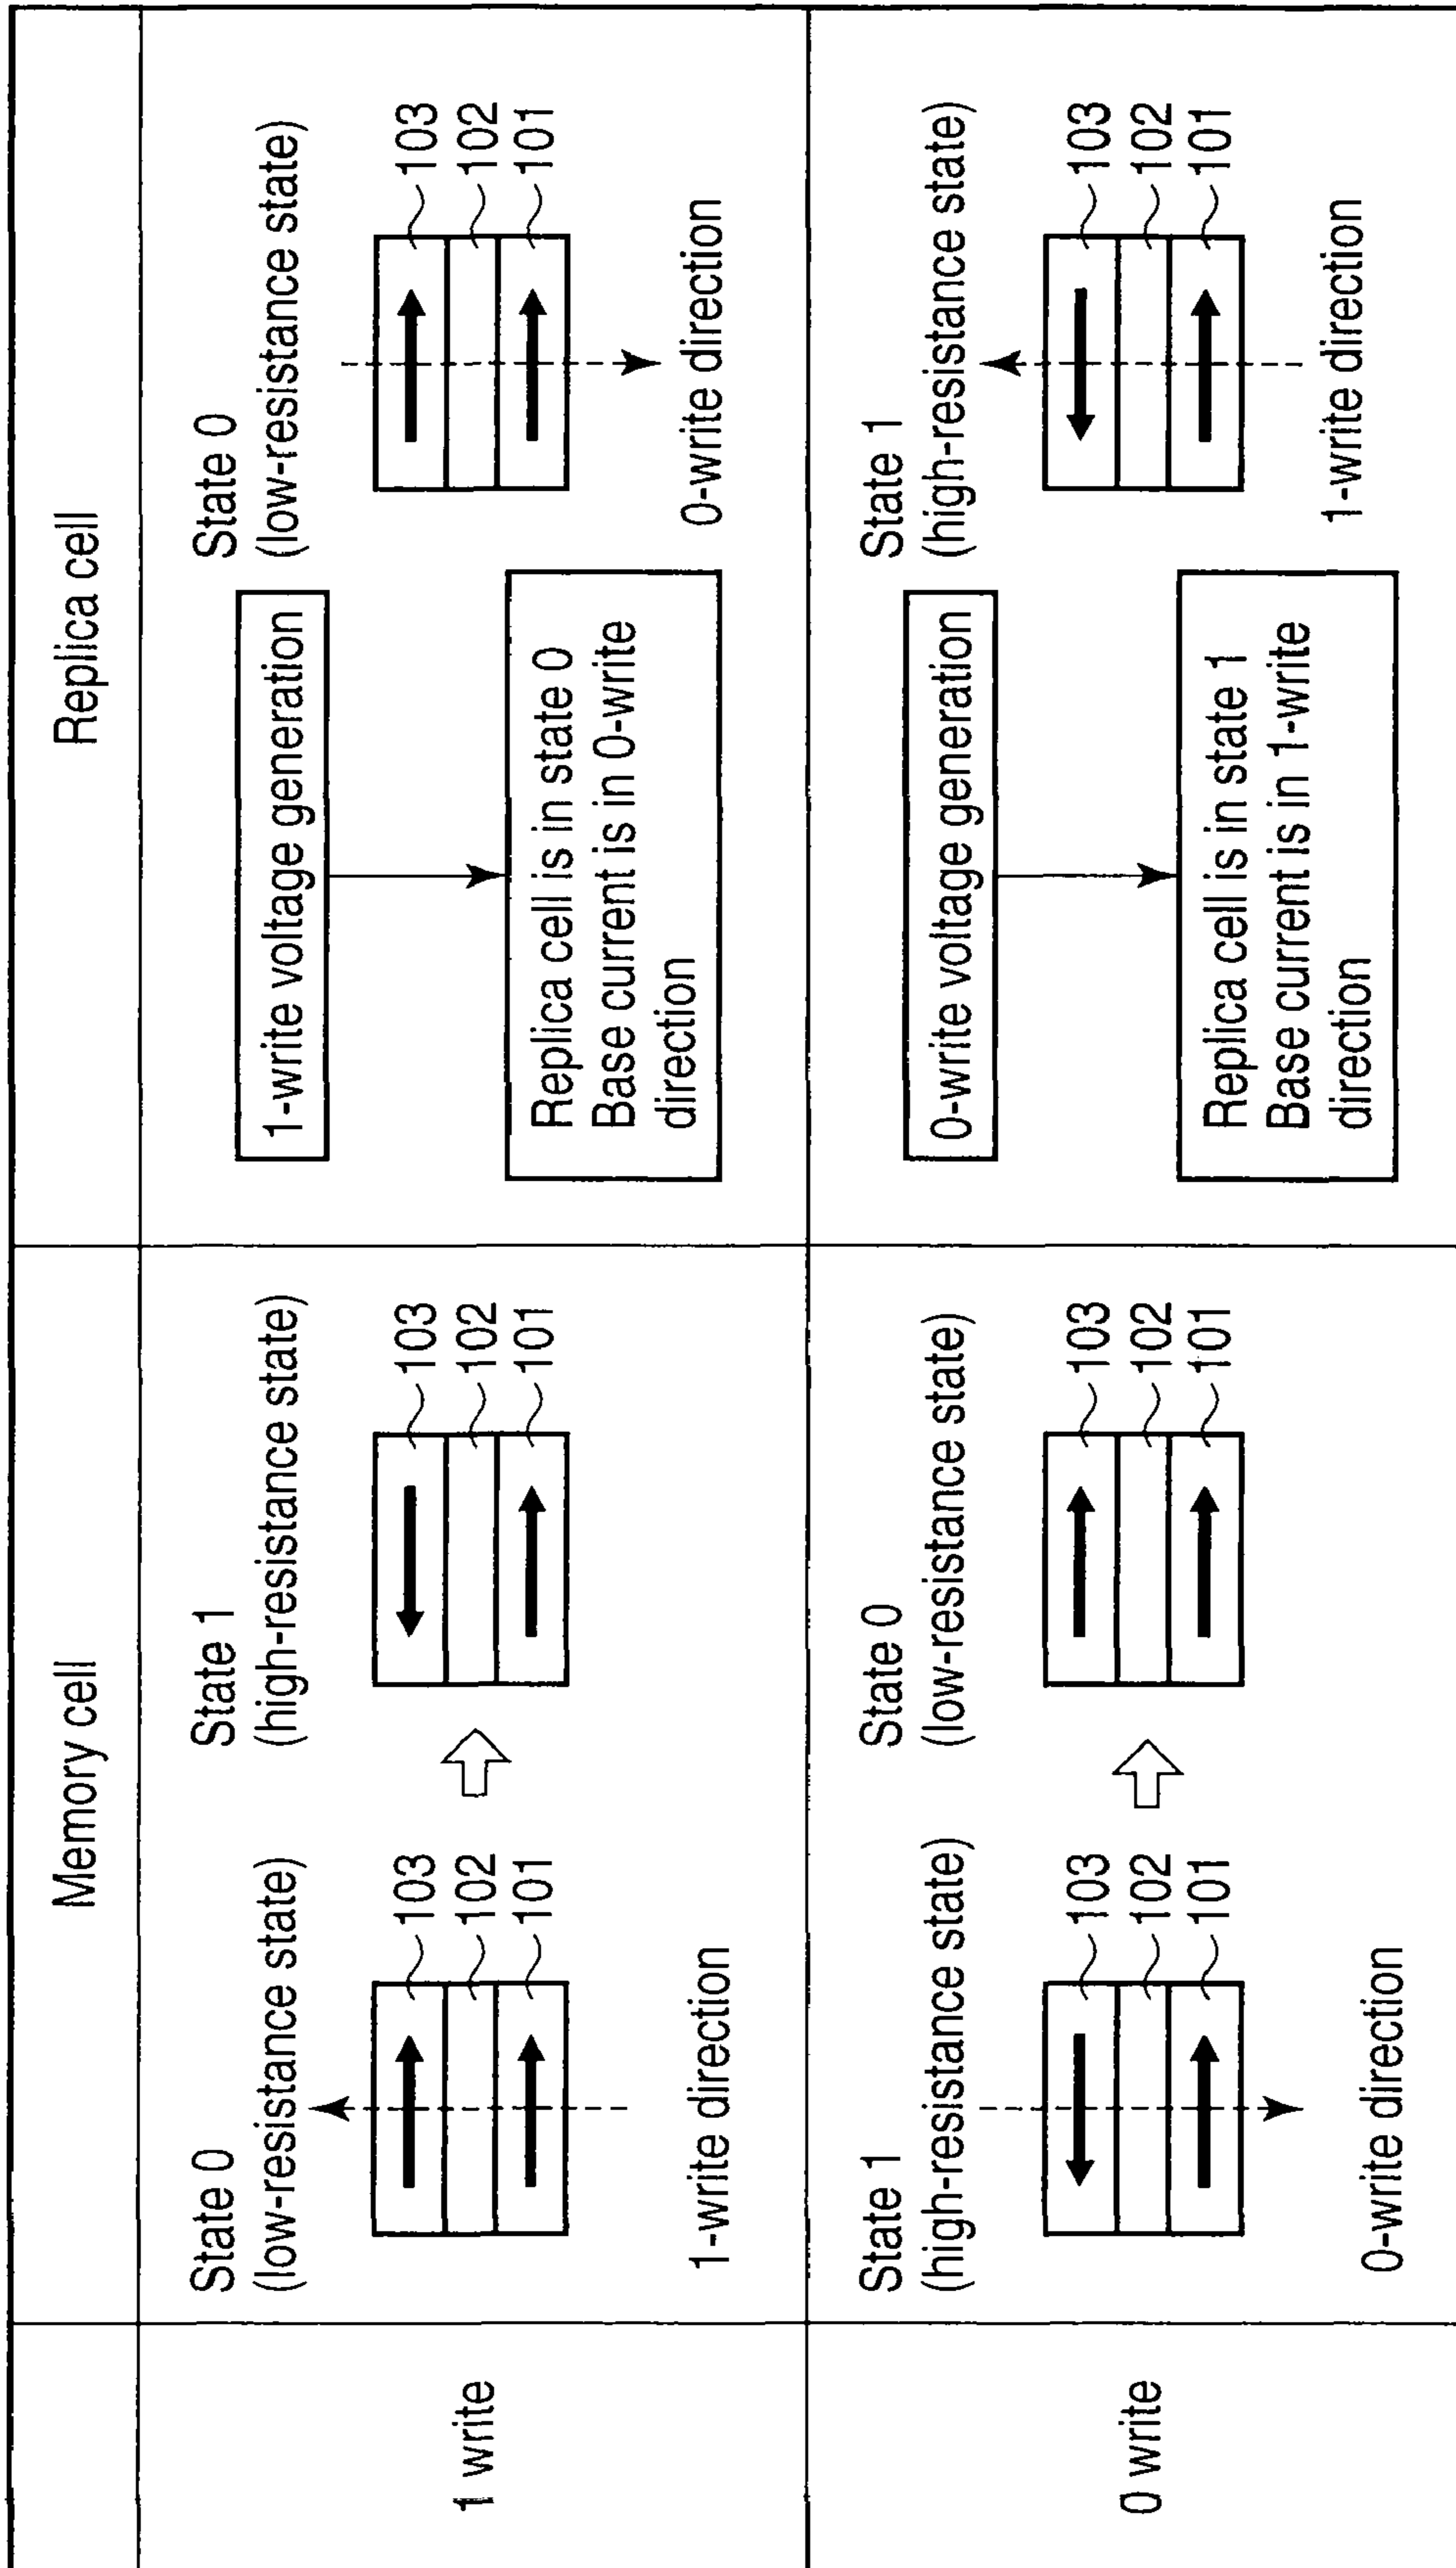 Memory cell
Replica cell
1 write
State 0
(low-resistance state)
103
102
101
1-write direction
State 1
(high-resistance state)
103
102
101
1-write voltage generation
Replica cell is in state 0
Base current is in 0-write
direction
State 0
(low-resistance state)
103
102
101
0-write direction
0 write
State 1
(high-resistance state)
103
102
101
0-write direction
State 0
(low-resistance state)
103
102
101
0-write voltage generation
Replica cell is in state 1
Base current is in 1-write
direction
State 1
(high-resistance state)
103
102
101
1-write direction